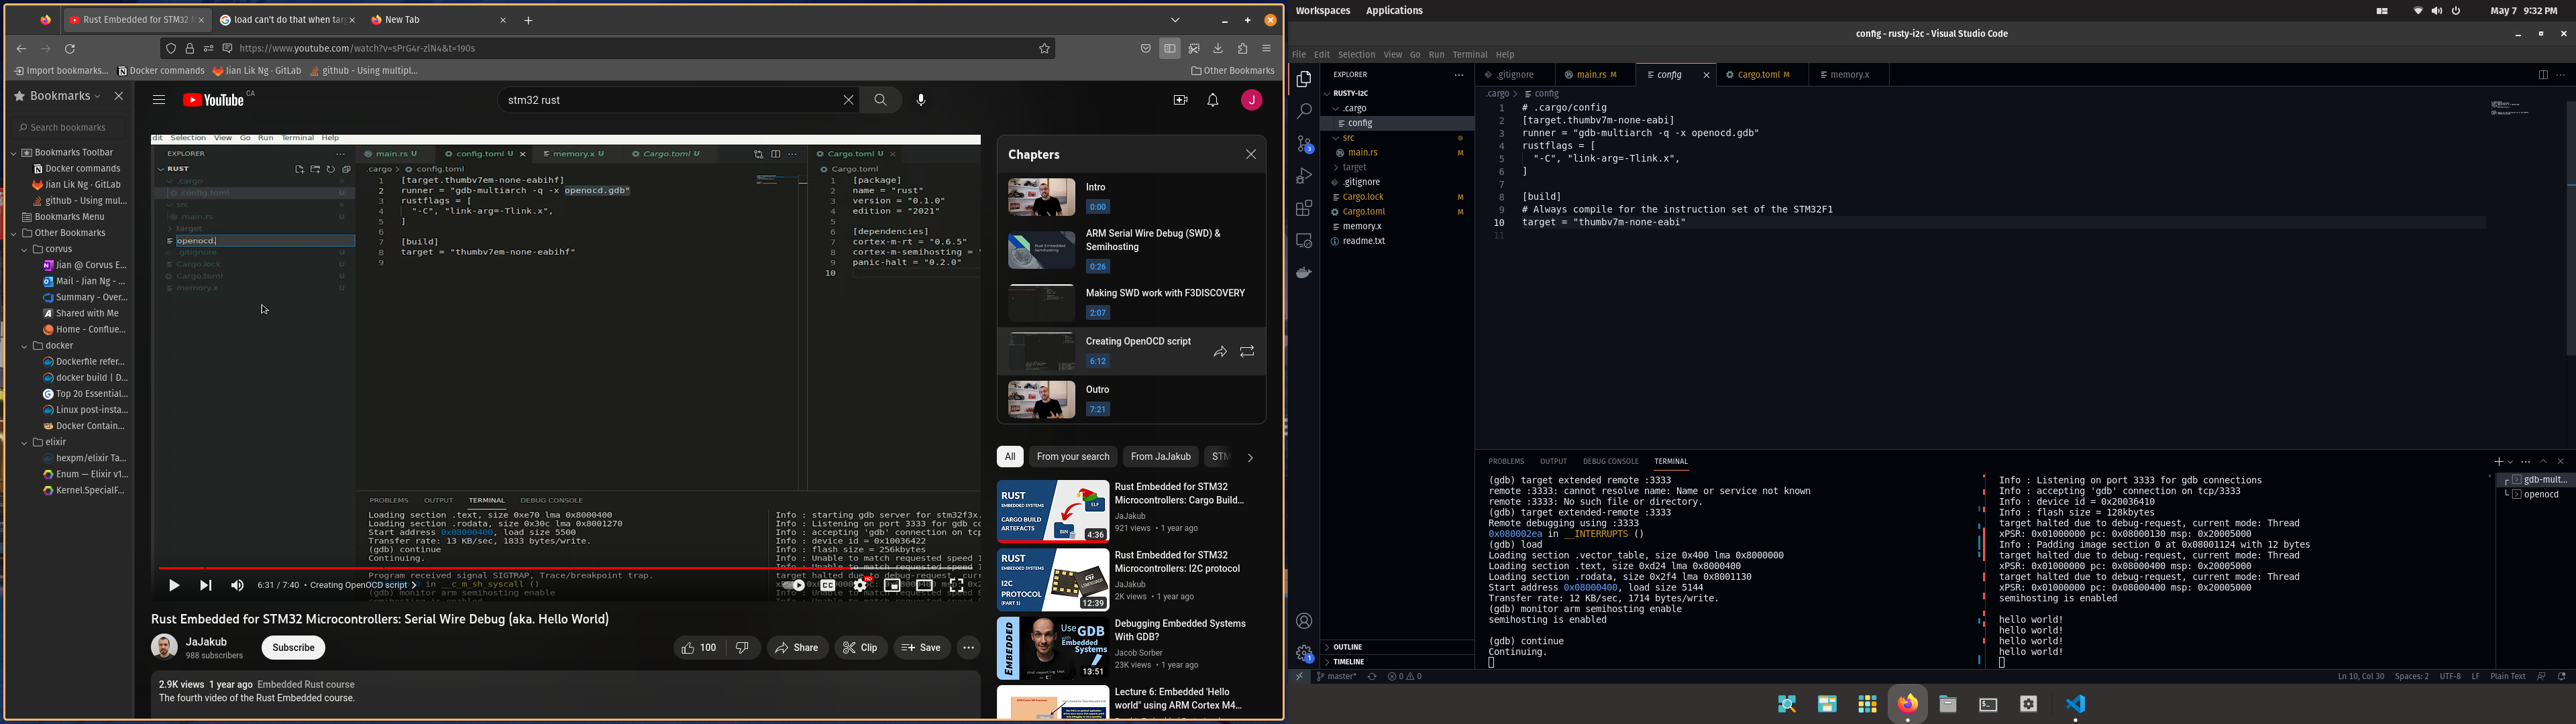 Rust Embedded for STM32 M
load can't do that when targ
New Tab
https://www.youtube.com/watch?v=sPrG4r-zlN4&t=190s
Import bookmarks...
Docker commands
Jian Lik Ng · GitLab
github - Using multipl...
Other Bookmarks
Bookmarks
Search bookmarks
Bookmarks Toolbar
Docker commands
Jian Lik Ng · GitLab
github - Using mul...
Bookmarks Menu
Other Bookmarks
corvus
Jian @ Corvus E...
Mail - Jian Ng - ...
Summary - Over...
Shared with Me
Home - Conflue...
docker
Dockerfile refer...
docker build | D...
Top 20 Essential...
Linux post-insta...
Docker Contain...
elixir
hexpm/elixir Ta...
Enum — Elixir v1...
Kernel.SpecialF...
YouTube CA
stm32 rust
J
dit Selection View Go Run Terminal Help
EXPLORER
RUST
.cargo
config.toml U
src
main.rs U
target
openocd.
.gitignore U
Cargo.lock U
Cargo.toml U
memory.x U
main.rs U
config.toml U
memory.x U
Cargo.toml U
.cargo > config.toml
1 [target.thumbv7em-none-eabihf]
2 runner = "gdb-multiarch -q -x openocd.gdb"
3 rustflags = [
4 "-C", "link-arg=-Tlink.x",
5 ]
6
7 [build]
8 target = "thumbv7em-none-eabihf"
9
Cargo.toml U
Cargo.toml
1 [package]
2 name = "rust"
3 version = "0.1.0"
4 edition = "2021"
5
6 [dependencies]
7 cortex-m-rt = "0.6.5"
8 cortex-m-semihosting = "
9 panic-halt = "0.2.0"
10
PROBLEMS OUTPUT TERMINAL DEBUG CONSOLE
Loading section .text, size 0xe70 lma 0x8000400
Loading section .rodata, size 0x30c lma 0x8001270
Start address 0x08000400, load size 5500
Transfer rate: 13 KB/sec, 1833 bytes/write.
(gdb) continue
Continuing.
Program received signal SIGTRAP, Trace/breakpoint trap.
in __c_m_sh_syscall ()
(gdb) monitor arm semihosting enable
Info : starting gdb server for stm32f3x.
Info : Listening on port 3333 for gdb co
Info : accepting 'gdb' connection on tcp
Info : device id = 0x10036422
Info : flash size = 256kbytes
Info : Unable to match requested speed 1
6:31 / 7:40 • Creating OpenOCD script
Rust Embedded for STM32 Microcontrollers: Serial Wire Debug (aka. Hello World)
JaJakub
988 subscribers
Subscribe
100
Share
Clip
Save
2.9K views 1 year ago Embedded Rust course
The fourth video of the Rust Embedded course.
Chapters
Intro
0:00
ARM Serial Wire Debug (SWD) &
Semihosting
0:26
Making SWD work with F3DISCOVERY
2:07
Creating OpenOCD script
6:12
Outro
7:21
All
From your search
From JaJakub
STM
RUST
EMBEDDED SYSTEMS
CARGO BUILD
ARTEFACTS
ELF
BIN
4:36
Rust Embedded for STM32
Microcontrollers: Cargo Build...
JaJakub
921 views • 1 year ago
RUST
EMBEDDED SYSTEMS
I2C
PROTOCOL
(PART 1)
12:39
Rust Embedded for STM32
Microcontrollers: I2C protocol
JaJakub
2K views • 1 year ago
EMBEDDED
Use
GDB
with Embedded
Systems
13:51
Debugging Embedded Systems
With GDB?
Jacob Sorber
23K views • 1 year ago
Lecture 6: Embedded 'Hello
world" using ARM Cortex M4...
Workspaces Applications
May 7 9:32 PM
config - rusty-i2c - Visual Studio Code
File Edit Selection View Go Run Terminal Help
EXPLORER
RUSTY-I2C
.cargo
config
src
main.rs M
target
.gitignore
Cargo.lock M
Cargo.toml M
memory.x
readme.txt
OUTLINE
TIMELINE
3
1
.gitignore
main.rs M
config
Cargo.toml M
memory.x
.cargo > config
1 # .cargo/config
2 [target.thumbv7m-none-eabi]
3 runner = "gdb-multiarch -q -x openocd.gdb"
4 rustflags = [
5 "-C", "link-arg=-Tlink.x",
6 ]
7
8 [build]
9 # Always compile for the instruction set of the STM32F1
10 target = "thumbv7m-none-eabi"
11
PROBLEMS OUTPUT DEBUG CONSOLE TERMINAL
(gdb) target extended remote :3333
remote :3333: cannot resolve name: Name or service not known
remote :3333: No such file or directory.
(gdb) target extended-remote :3333
Remote debugging using :3333
0x080002ea in __INTERRUPTS ()
(gdb) load
Loading section .vector_table, size 0x400 lma 0x8000000
Loading section .text, size 0xd24 lma 0x8000400
Loading section .rodata, size 0x2f4 lma 0x8001130
Start address 0x08000400, load size 5144
Transfer rate: 12 KB/sec, 1714 bytes/write.
(gdb) monitor arm semihosting enable
semihosting is enabled
(gdb) continue
Continuing.
Info : Listening on port 3333 for gdb connections
Info : accepting 'gdb' connection on tcp/3333
Info : device id = 0x20036410
Info : flash size = 128kbytes
target halted due to debug-request, current mode: Thread
xPSR: 0x01000000 pc: 0x08000130 msp: 0x20005000
Info : Padding image section 0 at 0x08001124 with 12 bytes
target halted due to debug-request, current mode: Thread
xPSR: 0x01000000 pc: 0x08000400 msp: 0x20005000
target halted due to debug-request, current mode: Thread
xPSR: 0x01000000 pc: 0x08000400 msp: 0x20005000
semihosting is enabled
hello world!
hello world!
hello world!
hello world!
gdb-mult...
openocd
master*
0 0
Ln 10, Col 30 Spaces: 2 UTF-8 LF Plain Text